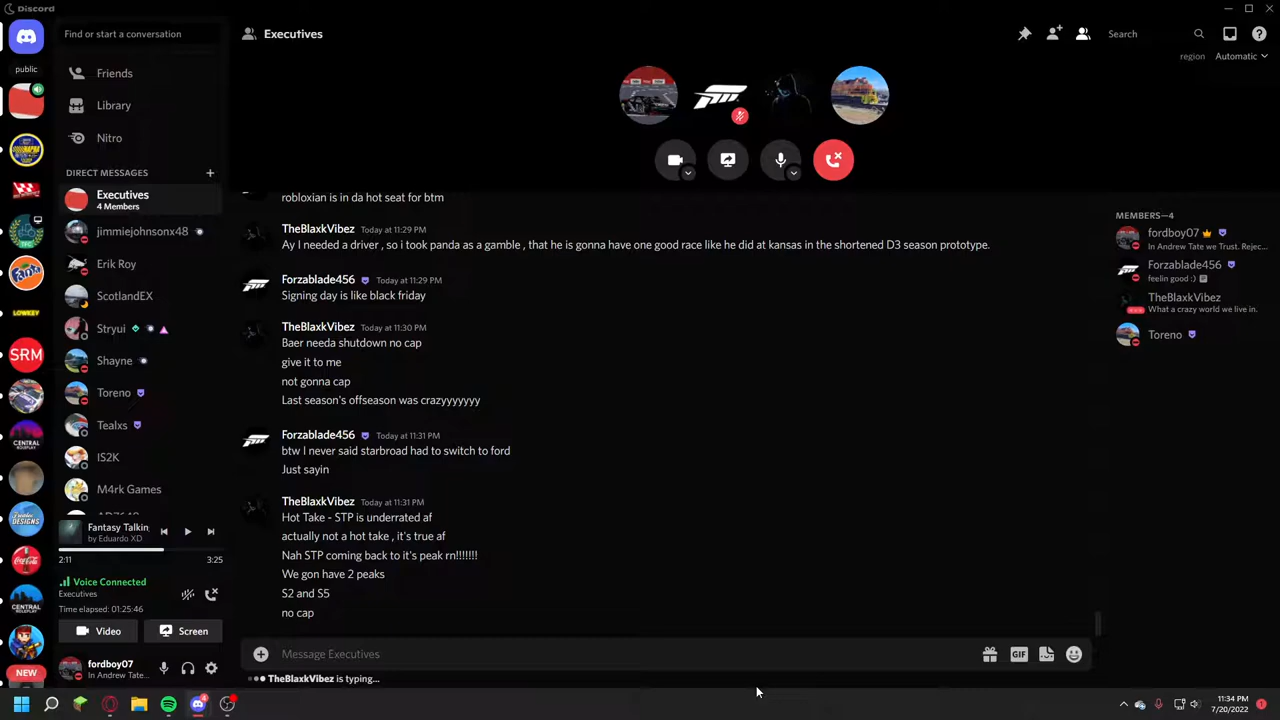 Discord
Find or start a conversation
Executives
Search
region
Automatic
public
Friends
Library
Nitro
DIRECT MESSAGES
Executives
4 Members
jimmiejohnsonx48
Erik Roy
ScotlandEX
Stryui
Shayne
Toreno
Tealxs
IS2K
M4rk Games
LOWKEY
SRM
CENTRAL
ROLEPLAY
DESIGNS
CENTRAL
ROLEPLAY
NEW
Fantasy Talkin
by Eduardo XD
2:11
3:25
Voice Connected
Executives
Time elapsed: 01:25:46
Video
Screen
fordboy07
In Andrew Tate...
robloxian is in da hot seat for btm
TheBlaxkVibez Today at 11:29 PM
Ay I needed a driver , so i took panda as a gamble , that he is gonna have one good race like he did at kansas in the shortened D3 season prototype.
Forzablade456 Today at 11:29 PM
Signing day is like black friday
TheBlaxkVibez Today at 11:30 PM
Baer needa shutdown no cap
give it to me
not gonna cap
Last season's offseason was crazyyyyyyy
Forzablade456 Today at 11:31 PM
btw I never said starbroad had to switch to ford
Just sayin
TheBlaxkVibez Today at 11:31 PM
Hot Take - STP is underrated af
actually not a hot take , it's true af
Nah STP coming back to it's peak rn!!!!!!!
We gon have 2 peaks
S2 and S5
no cap
Message Executives
GIF
TheBlaxkVibez is typing...
MEMBERS—4
fordboy07
In Andrew Tate we Trust. Rejec...
Forzablade456
feelin good :)
TheBlaxkVibez
What a crazy world we live in.
Toreno
11:34 PM
7/20/2022